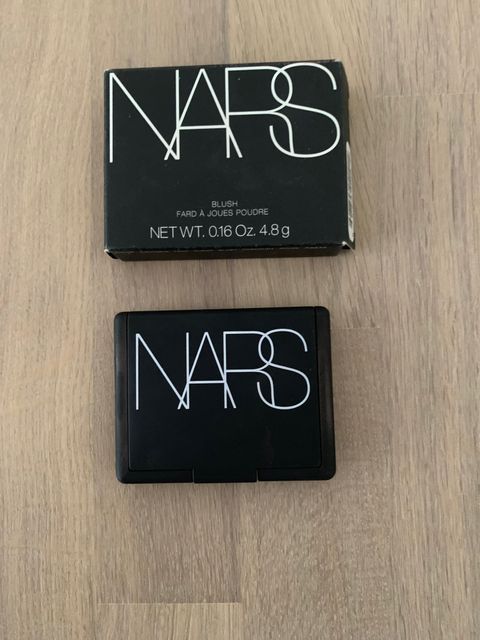 NARS
BLUSH
FARD À JOUES POUDRE
NET WT. 0.16 Oz. 4.8 g
NARS